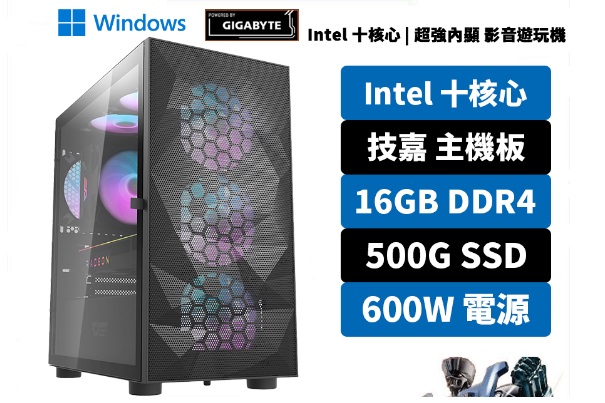 Windows
POWERED BY
GIGABYTE
Intel 十核心 | 超強內顯 影音遊玩機
Intel 十核心
技嘉 主機板
16GB DDR4
500G SSD
600W 電源
RADEON